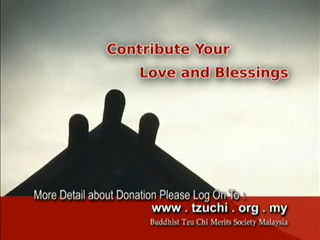 Contribute Your
Love and Blessings
More Detail about Donation Please Log On To :
www . tzuchi . org . my
Buddhist Tzu Chi Merits Society Malaysia